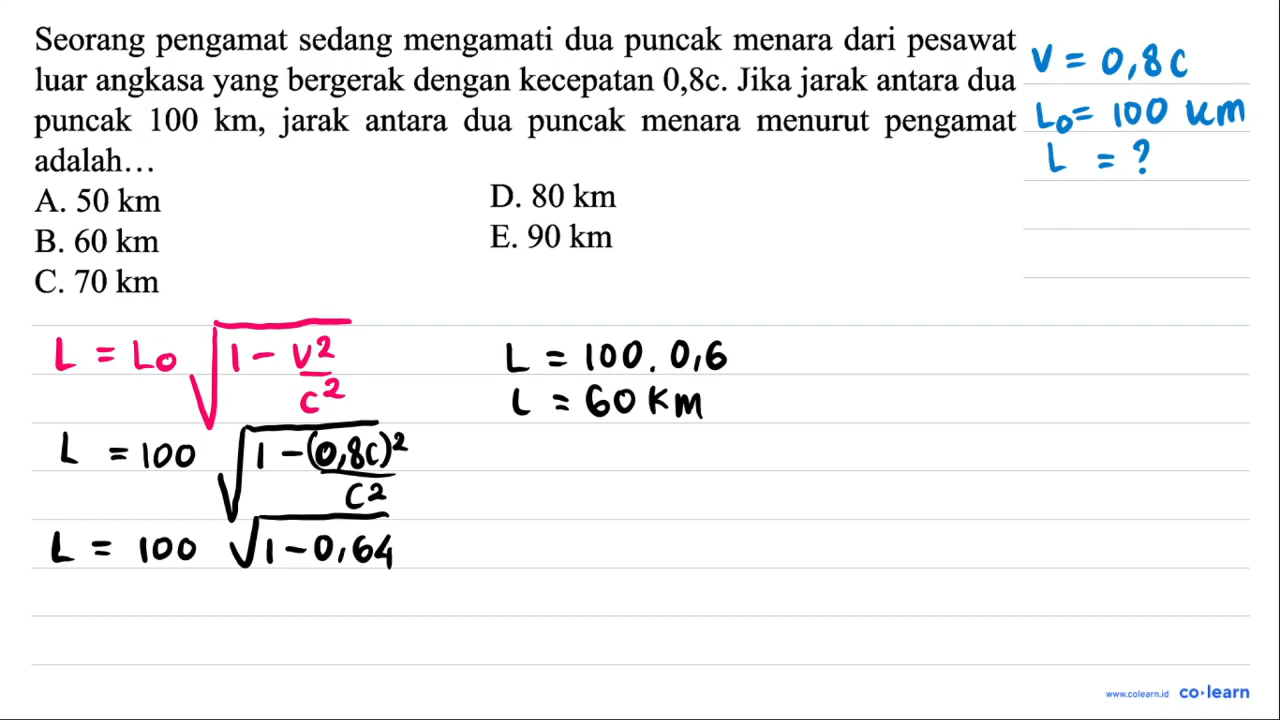 Seorang pengamat sedang mengamati dua puncak menara dari pesawat
luar angkasa yang bergerak dengan kecepatan 0,8c. Jika jarak antara dua
puncak 100 km, jarak antara dua puncak menara menurut pengamat
adalah...
A. 50 km
B. 60 km
C. 70 km
D. 80 km
E. 90 km
V = 0,8c
L₀ = 100 km
L = ?
L = L₀ √(1 - v²/c²)
L = 100 √(1 - (0,8c)²/c²)
L = 100 √(1 - 0,64)
L = 100 . 0,6
L = 60 km
www.colearn.id co learn